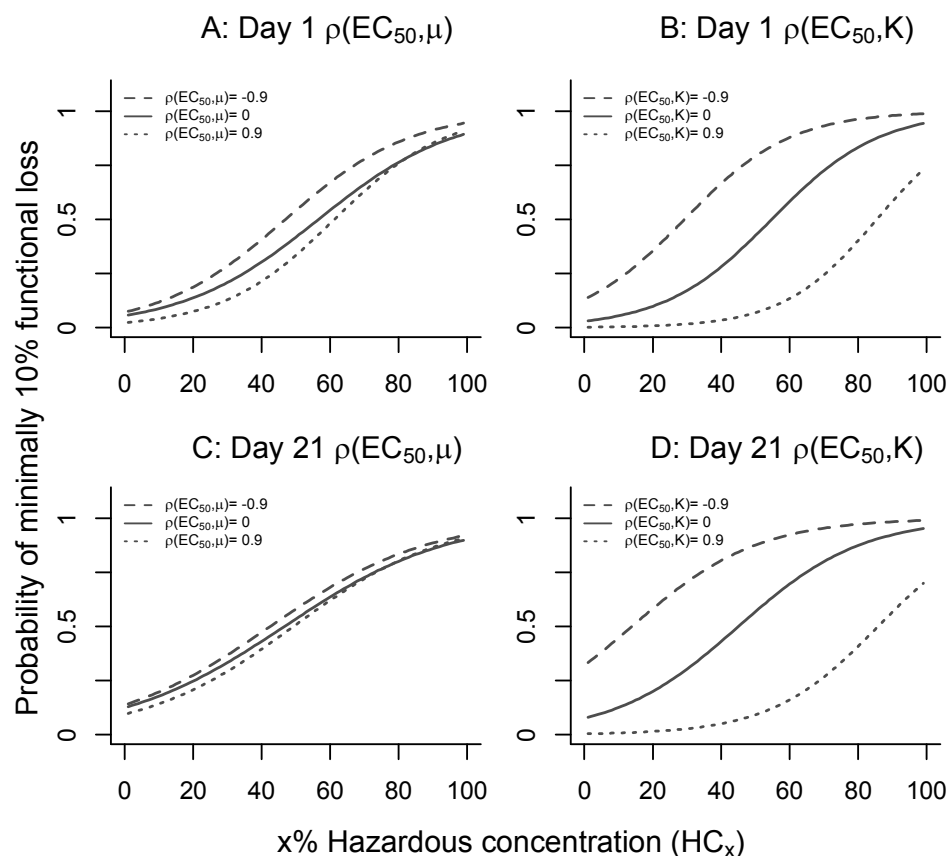 A: Day 1 ρ(EC₅₀,μ)
B: Day 1 ρ(EC₅₀,K)
ρ(EC₅₀,μ)= -0.9
ρ(EC₅₀,μ)= 0
ρ(EC₅₀,μ)= 0.9
ρ(EC₅₀,K)= -0.9
ρ(EC₅₀,K)= 0
ρ(EC₅₀,K)= 0.9
1
0.5
0
1
0.5
0
0 20 40 60 80 100
0 20 40 60 80 100
C: Day 21 ρ(EC₅₀,μ)
D: Day 21 ρ(EC₅₀,K)
ρ(EC₅₀,μ)= -0.9
ρ(EC₅₀,μ)= 0
ρ(EC₅₀,μ)= 0.9
ρ(EC₅₀,K)= -0.9
ρ(EC₅₀,K)= 0
ρ(EC₅₀,K)= 0.9
1
0.5
0
1
0.5
0
0 20 40 60 80 100
0 20 40 60 80 100
Probability of minimally 10% functional loss
x% Hazardous concentration (HCₓ)